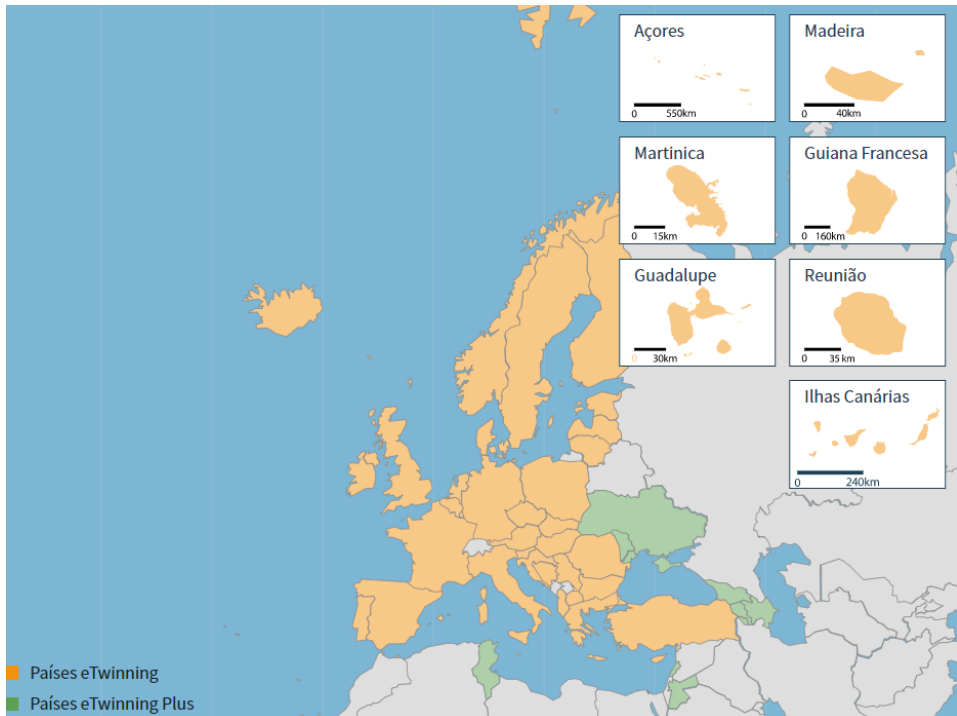 Açores
0 550km
Madeira
0 40km
Martinica
0 15km
Guiana Francesa
0 160km
Guadalupe
0 30km
Reunião
0 35 km
Ilhas Canárias
0 240km
Países eTwinning
Países eTwinning Plus